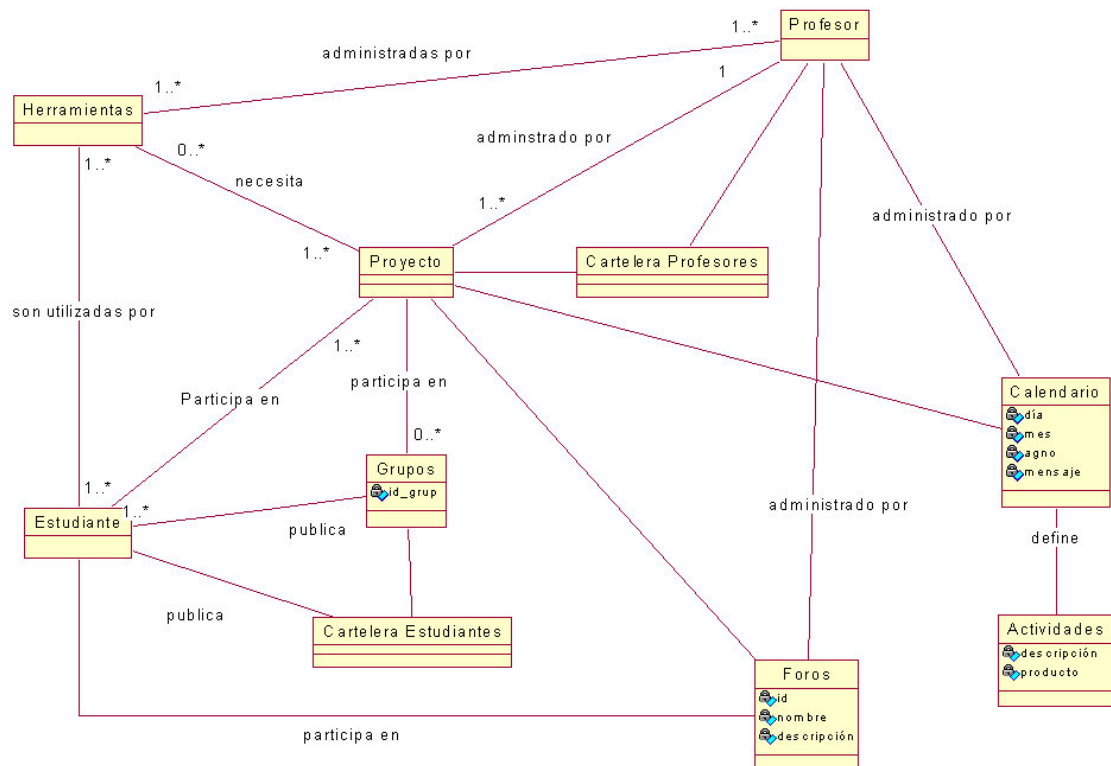 Profesor
1..*
administradas por
1
1..*
Herramientas
adminstrado por
0..*
1..*
necesita
1..*
administrado por
1..*
Proyecto
Cartelera Profesores
son utilizadas por
1..*
participa en
Calendario
día
mes
agno
mensaje
Participa en
0..*
Grupos
id_grup
1..*
1..*
Estudiante
publica
administrado por
define
publica
Cartelera Estudiantes
Actividades
descripción
producto
Foros
id
nombre
descripción
participa en